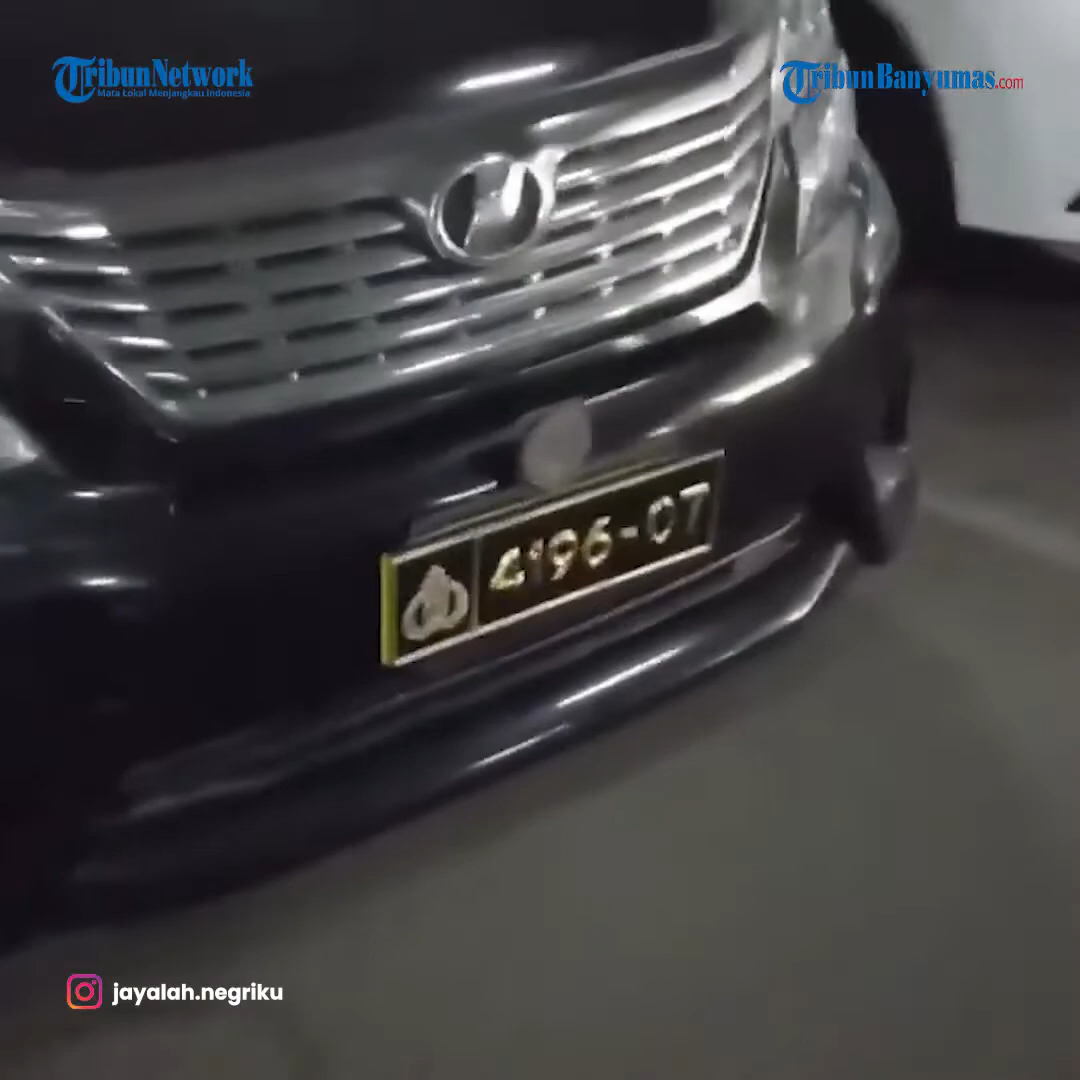 TribunNetwork
Mata Lokal Menjangkau Indonesia
TribunBanyumas.com
4196-07
jayalah.negriku